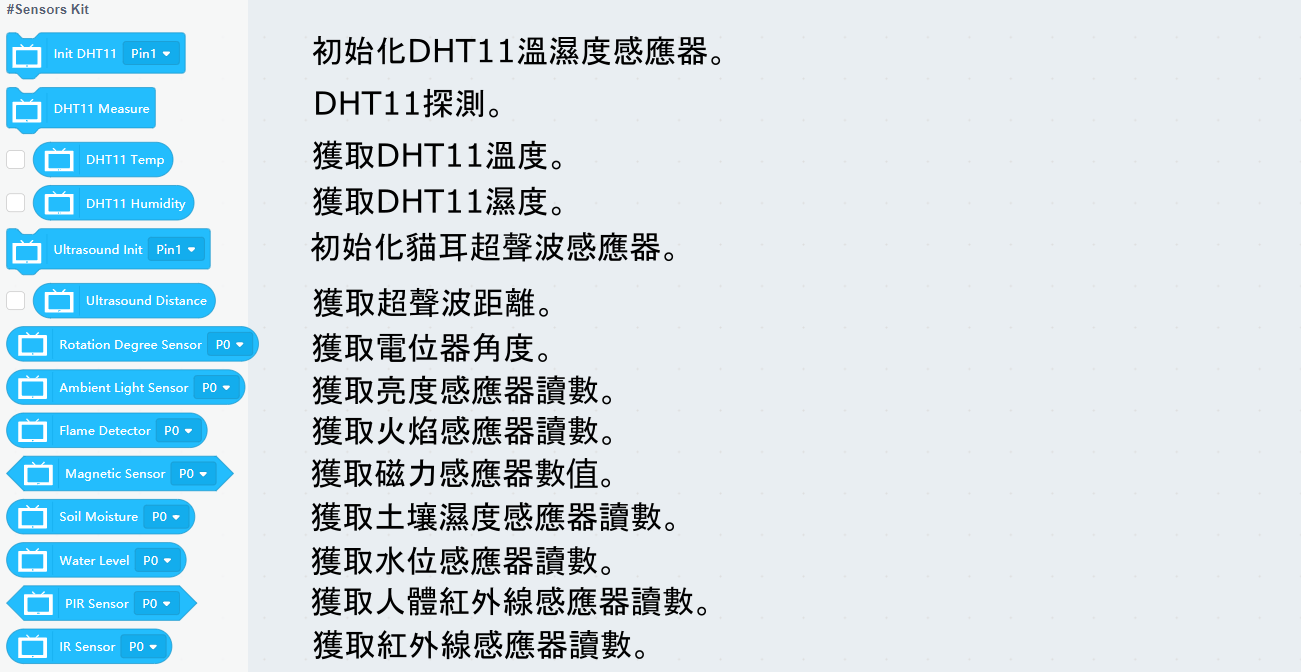 #Sensors Kit
Init DHT11 Pin1 初始化DHT11溫濕度感應器。
DHT11 Measure DHT11探測。
DHT11 Temp 獲取DHT11溫度。
DHT11 Humidity 獲取DHT11濕度。
Ultrasound Init Pin1 初始化貓耳超聲波感應器。
Ultrasound Distance 獲取超聲波距離。
Rotation Degree Sensor P0 獲取電位器角度。
Ambient Light Sensor P0 獲取亮度感應器讀數。
Flame Detector P0 獲取火焰感應器讀數。
Magnetic Sensor P0 獲取磁力感應器數值。
Soil Moisture P0 獲取土壤濕度感應器讀數。
Water Level P0 獲取水位感應器讀數。
PIR Sensor P0 獲取人體紅外線感應器讀數。
IR Sensor P0 獲取紅外線感應器讀數。